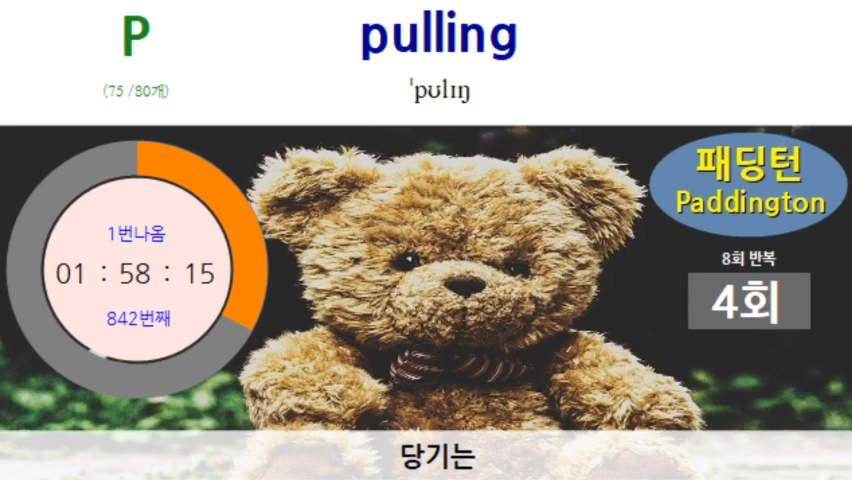 P
(75 /80개)
pulling
ˈpʊlɪŋ
패딩턴
Paddington
8회 반복
4회
1번나옴
01 : 58 : 15
842번째
당기는